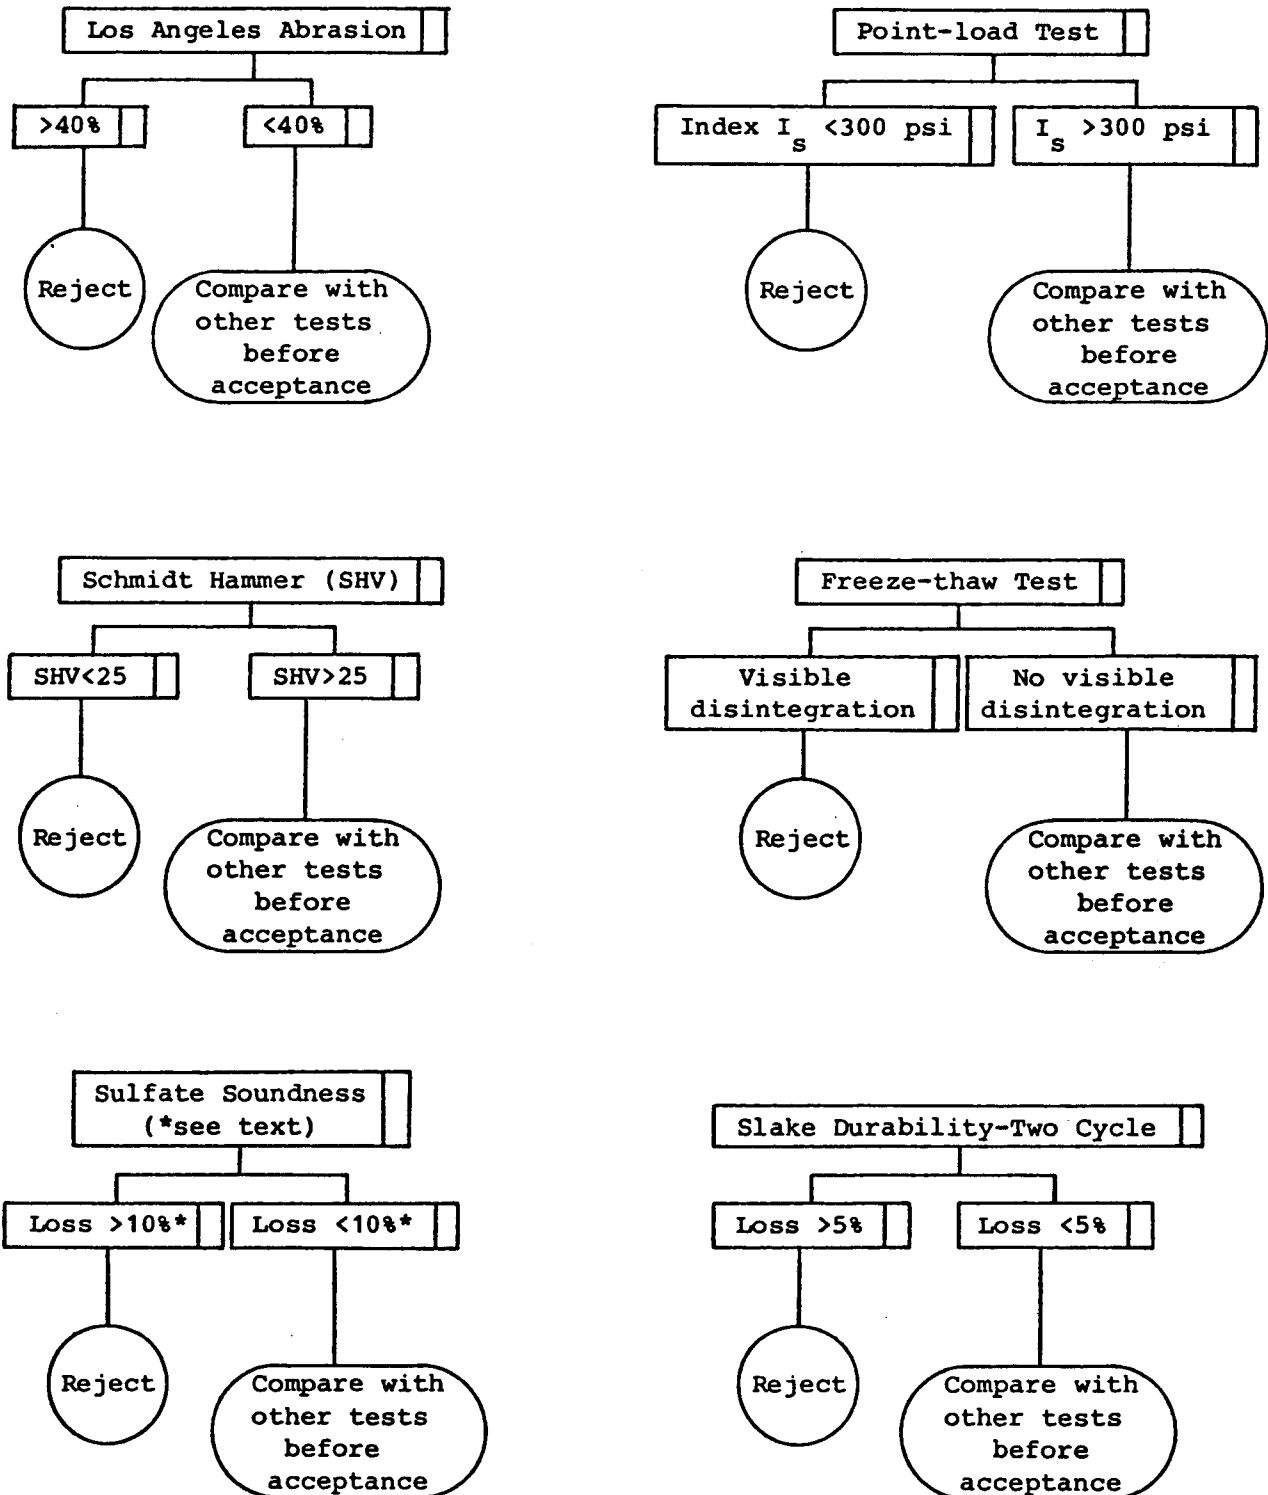 Los Angeles Abrasion
>40%
<40%
Reject
Compare with
other tests
before
acceptance
Point-load Test
Index Is <300 psi
Is >300 psi
Reject
Compare with
other tests
before
acceptance
Schmidt Hammer (SHV)
SHV<25
SHV>25
Reject
Compare with
other tests
before
acceptance
Freeze-thaw Test
Visible
disintegration
No visible
disintegration
Reject
Compare with
other tests
before
acceptance
Sulfate Soundness
(*see text)
Loss >10%*
Loss <10%*
Reject
Compare with
other tests
before
acceptance
Slake Durability-Two Cycle
Loss >5%
Loss <5%
Reject
Compare with
other tests
before
acceptance